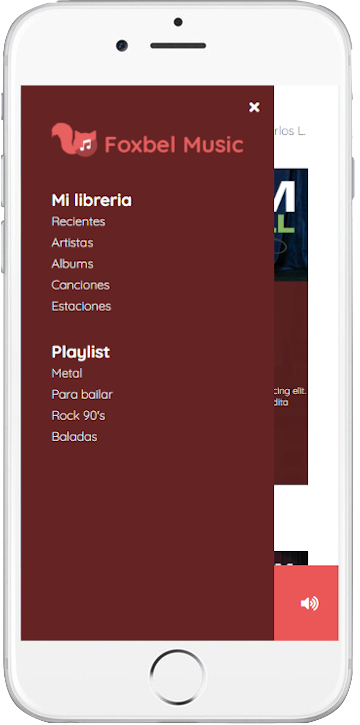 Carlos L.
Foxbel Music
Mi libreria
Recientes
Artistas
Albums
Canciones
Estaciones
Playlist
Metal
Para bailar
Rock 90's
Baladas
cing elit.
dita